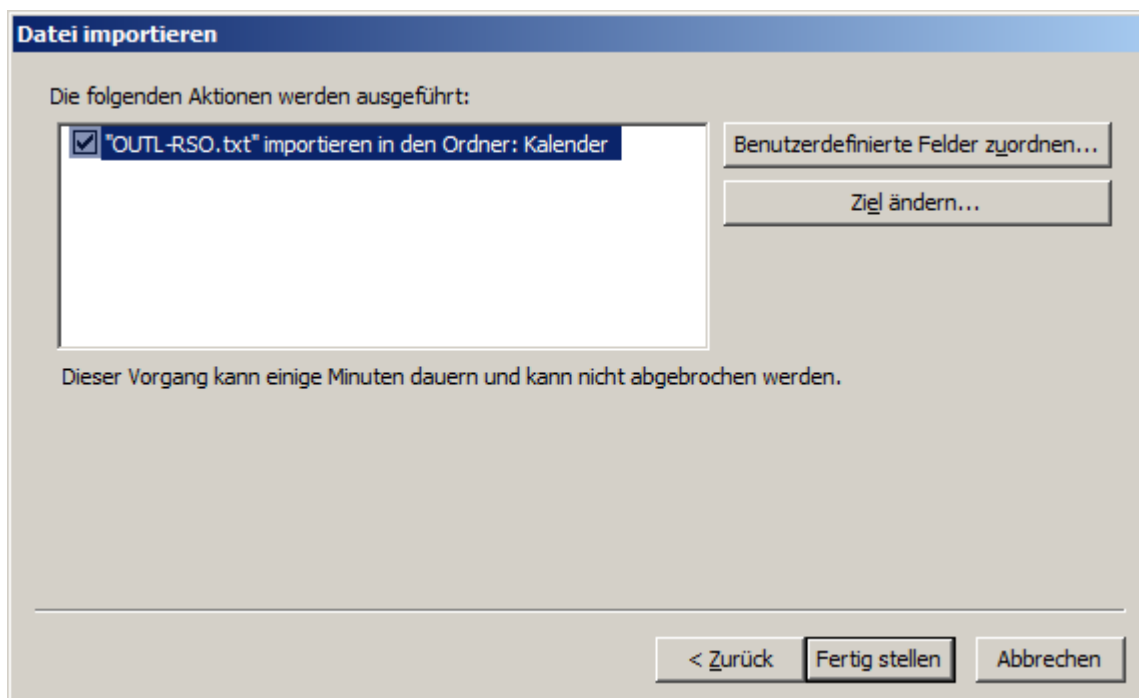 Datei importieren
Die folgenden Aktionen werden ausgeführt:
"OUTL-RSO.txt" importieren in den Ordner: Kalender
Benutzerdefinierte Felder zuordnen...
Ziel ändern...
Dieser Vorgang kann einige Minuten dauern und kann nicht abgebrochen werden.
< Zurück Fertig stellen Abbrechen